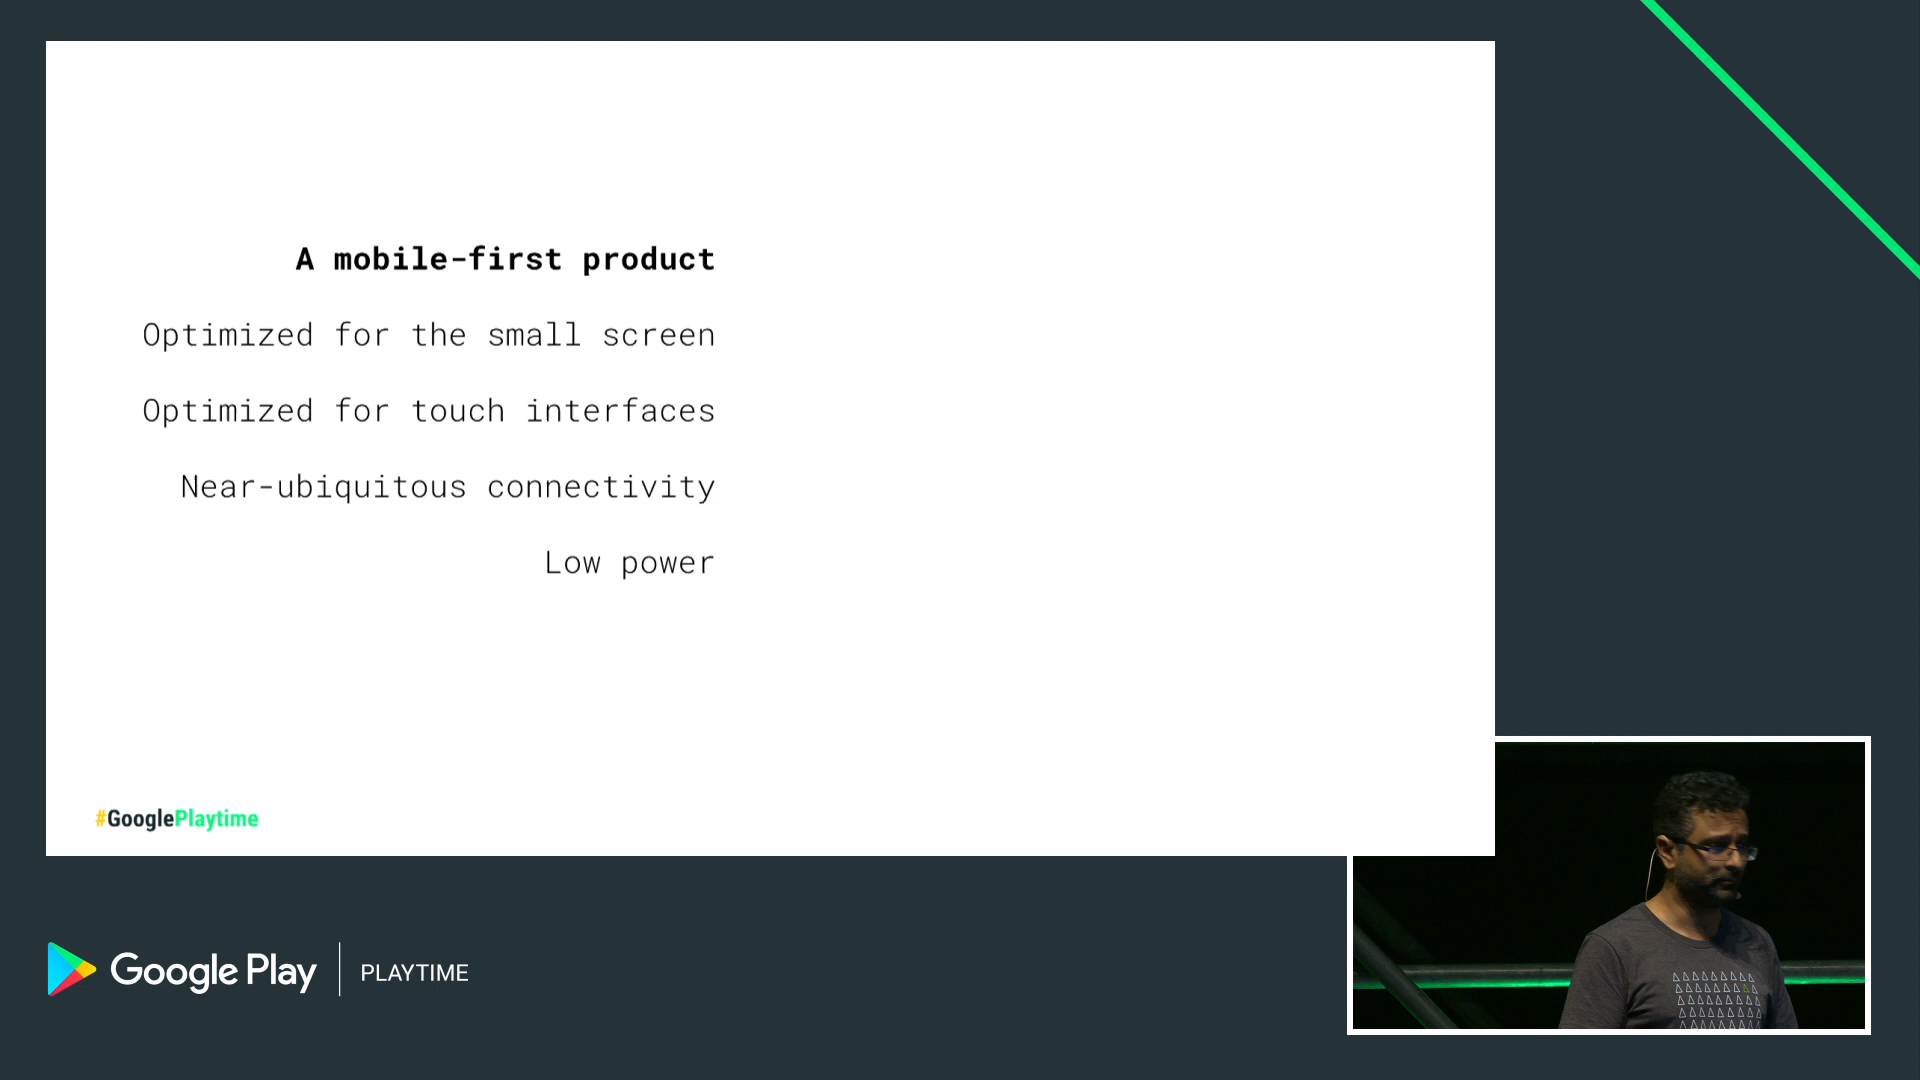 A mobile-first product
Optimized for the small screen
Optimized for touch interfaces
Near-ubiquitous connectivity
Low power
#GooglePlaytime
Google Play | PLAYTIME